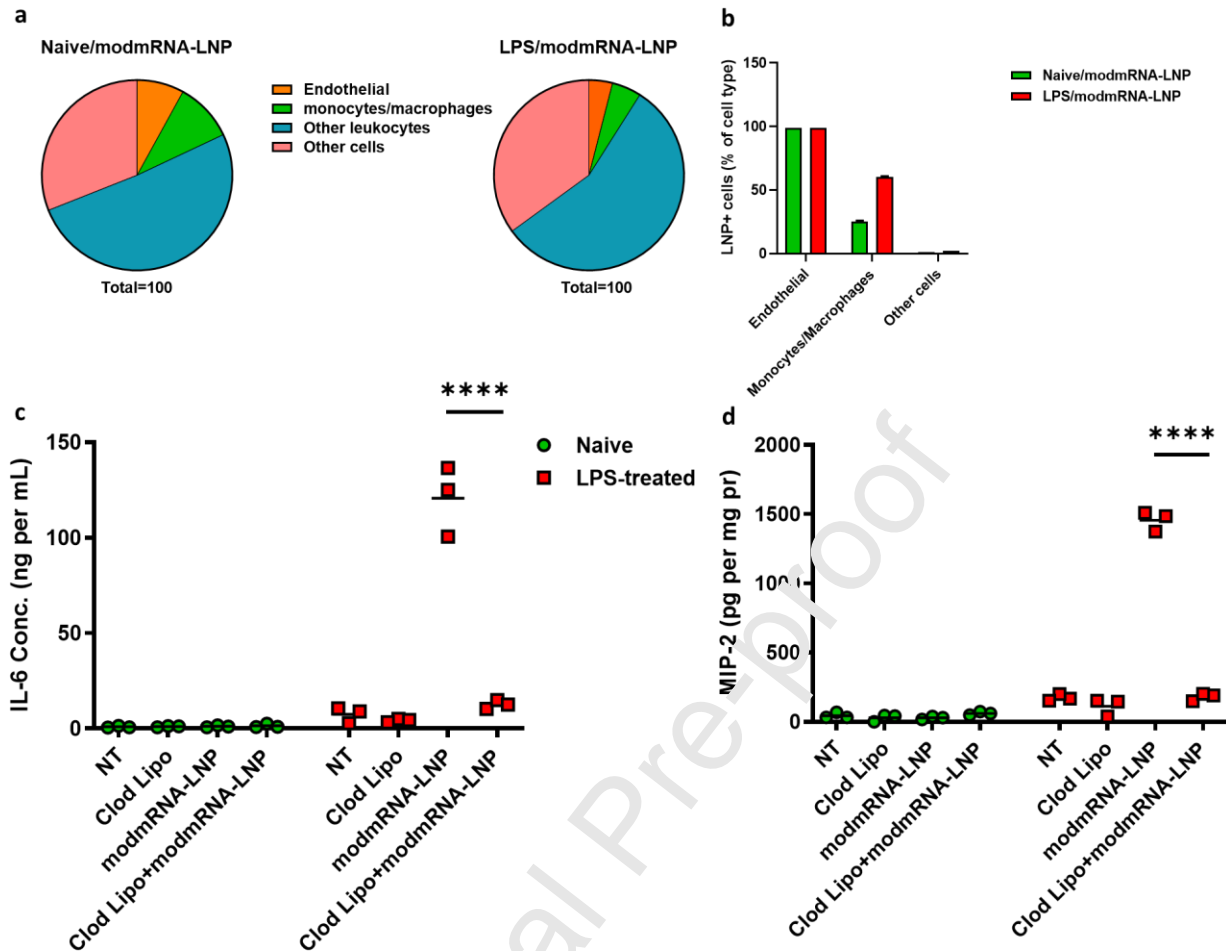 a
Naive/modmRNA-LNP
Endothelial
monocytes/macrophages
Other leukocytes
Other cells
Total=100
LPS/modmRNA-LNP
Total=100
b
LNP+ cells (% of cell type)
150
100
50
0
Endothelial
Monocytes/Macrophages
Other cells
Naive/modmRNA-LNP
LPS/modmRNA-LNP
c
IL-6 Conc. (ng per mL)
150
100
50
0
****
Naive
LPS-treated
NT
Clod Lipo
modmRNA-LNP
Clod Lipo+modmRNA-LNP
NT
Clod Lipo
modmRNA-LNP
Clod Lipo+modmRNA-LNP
d
MIP-2 (pg per mg pr)
2000
1500
1000
500
0
****
NT
Clod Lipo
modmRNA-LNP
Clod Lipo+modmRNA-LNP
NT
Clod Lipo
modmRNA-LNP
Clod Lipo+modmRNA-LNP
al Pre-proof